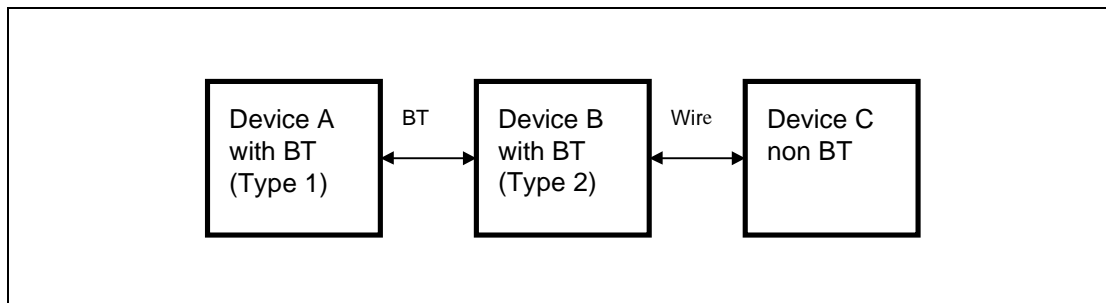 Device A
with BT
(Type 1)
BT
Device B
with BT
(Type 2)
Wire
Device C
non BT